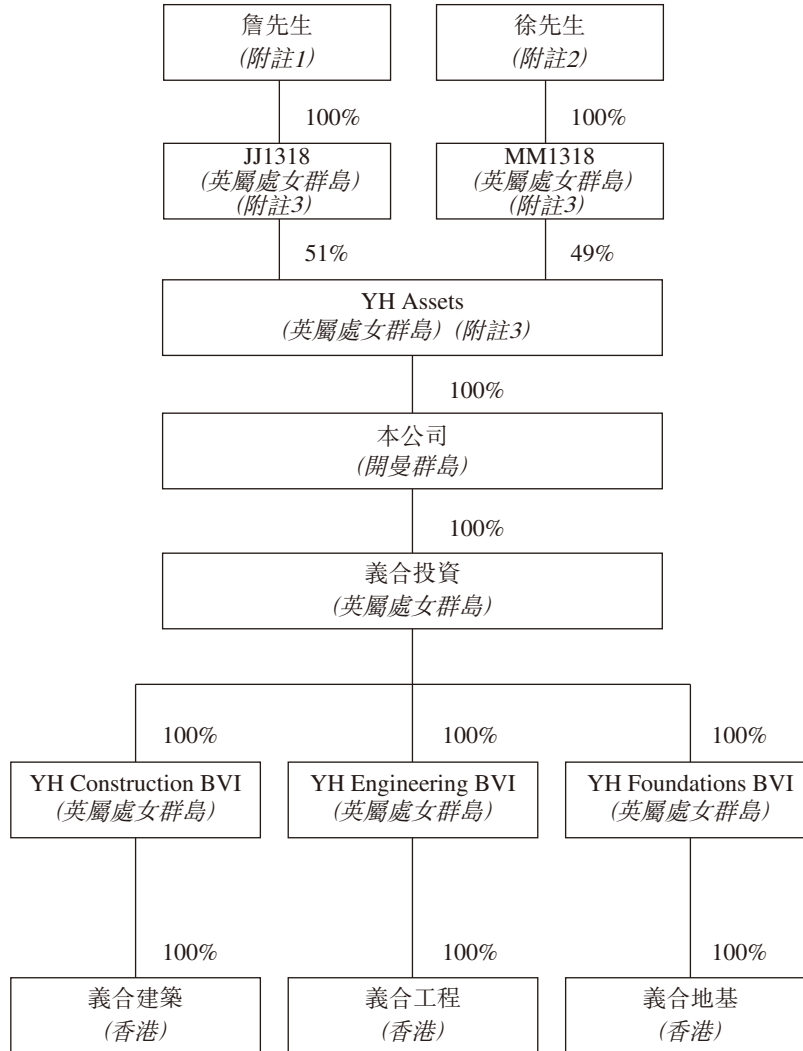 詹先生
(附註1)
徐先生
(附註2)
100%
100%
JJ1318
(英屬處女群島)
(附註3)
MM1318
(英屬處女群島)
(附註3)
51%
49%
YH Assets
(英屬處女群島) (附註3)
100%
本公司
(開曼群島)
100%
義合投資
(英屬處女群島)
100%
100%
100%
YH Construction BVI
(英屬處女群島)
YH Engineering BVI
(英屬處女群島)
YH Foundations BVI
(英屬處女群島)
100%
100%
100%
義合建築
(香港)
義合工程
(香港)
義合地基
(香港)